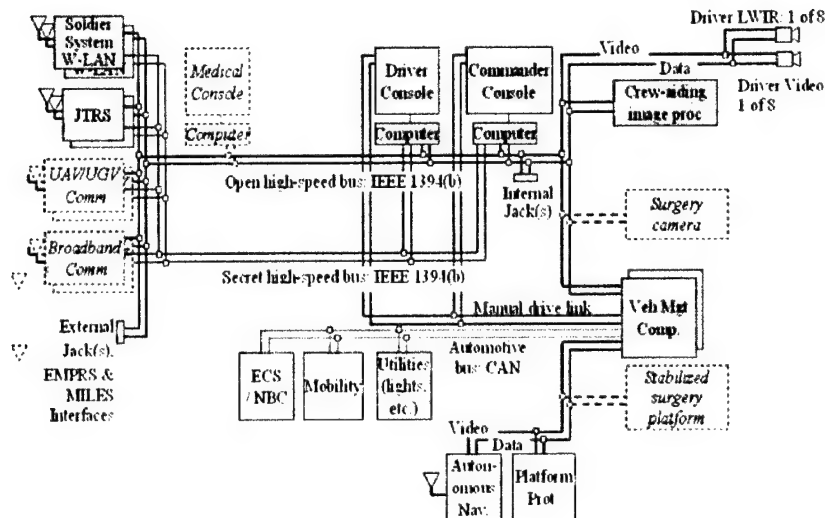 Soldier
System
W-LAN
W-LAN
JTRS
UAV/UGV
Comm
Broadband
Comm
External
Jack(s).
EMPRS &
MILES
Interfaces
Medical
Console
Computer
Driver
Console
Computer
Commander
Console
Computer
Open high-speed bus: IEEE 1394(b)
Internal
Jack(s)
Secret high-speed bus: IEEE 1394(b)
Video
Data
Driver LWIR: 1 of 8
Driver Video
1 of 8
Crew-aiding
image proc
Surgery
camera
Manual drive link
Veh Mgt
Comp.
Automotive
bus: CAN
ECS
/ NBC
Mobility
Utilities
(lights,
etc.)
Stabilized
surgery
platform
Video
Data
Auton-
omous
Nav.
Platform
Prot